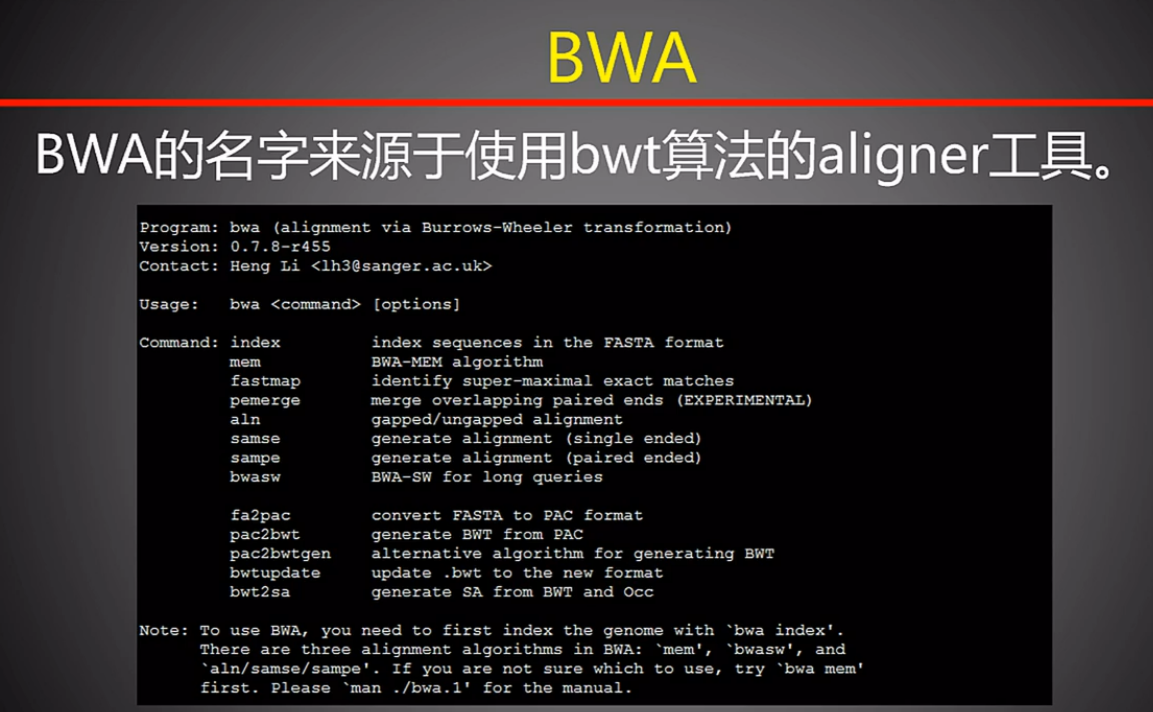 BWA
BWA的名字来源于使用bwt算法的aligner工具。
Program: bwa (alignment via Burrows-Wheeler transformation)
Version: 0.7.8-r455
Contact: Heng Li <lh3@sanger.ac.uk>
Usage:   bwa <command> [options]
Command: index         index sequences in the FASTA format
         mem           BWA-MEM algorithm
         fastmap       identify super-maximal exact matches
         pemerge       merge overlapping paired ends (EXPERIMENTAL)
         aln           gapped/ungapped alignment
         samse         generate alignment (single ended)
         sampe         generate alignment (paired ended)
         bwasw         BWA-SW for long queries
         fa2pac        convert FASTA to PAC format
         pac2bwt       generate BWT from PAC
         pac2bwtgen    alternative algorithm for generating BWT
         bwtupdate     update .bwt to the new format
         bwt2sa        generate SA from BWT and Occ
Note: To use BWA, you need to first index the genome with `bwa index'.
      There are three alignment algorithms in BWA: `mem', `bwasw', and
      `aln/samse/sampe'. If you are not sure which to use, try `bwa mem'
      first. Please `man ./bwa.1' for the manual.